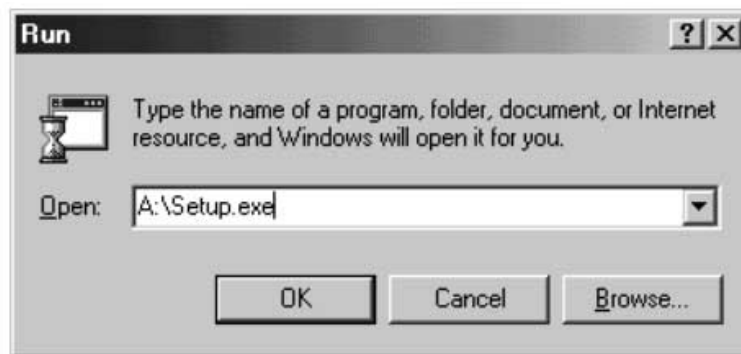 Run
Type the name of a program, folder, document, or Internet
resource, and Windows will open it for you.
Open: A:\Setup.exe
OK Cancel Browse...